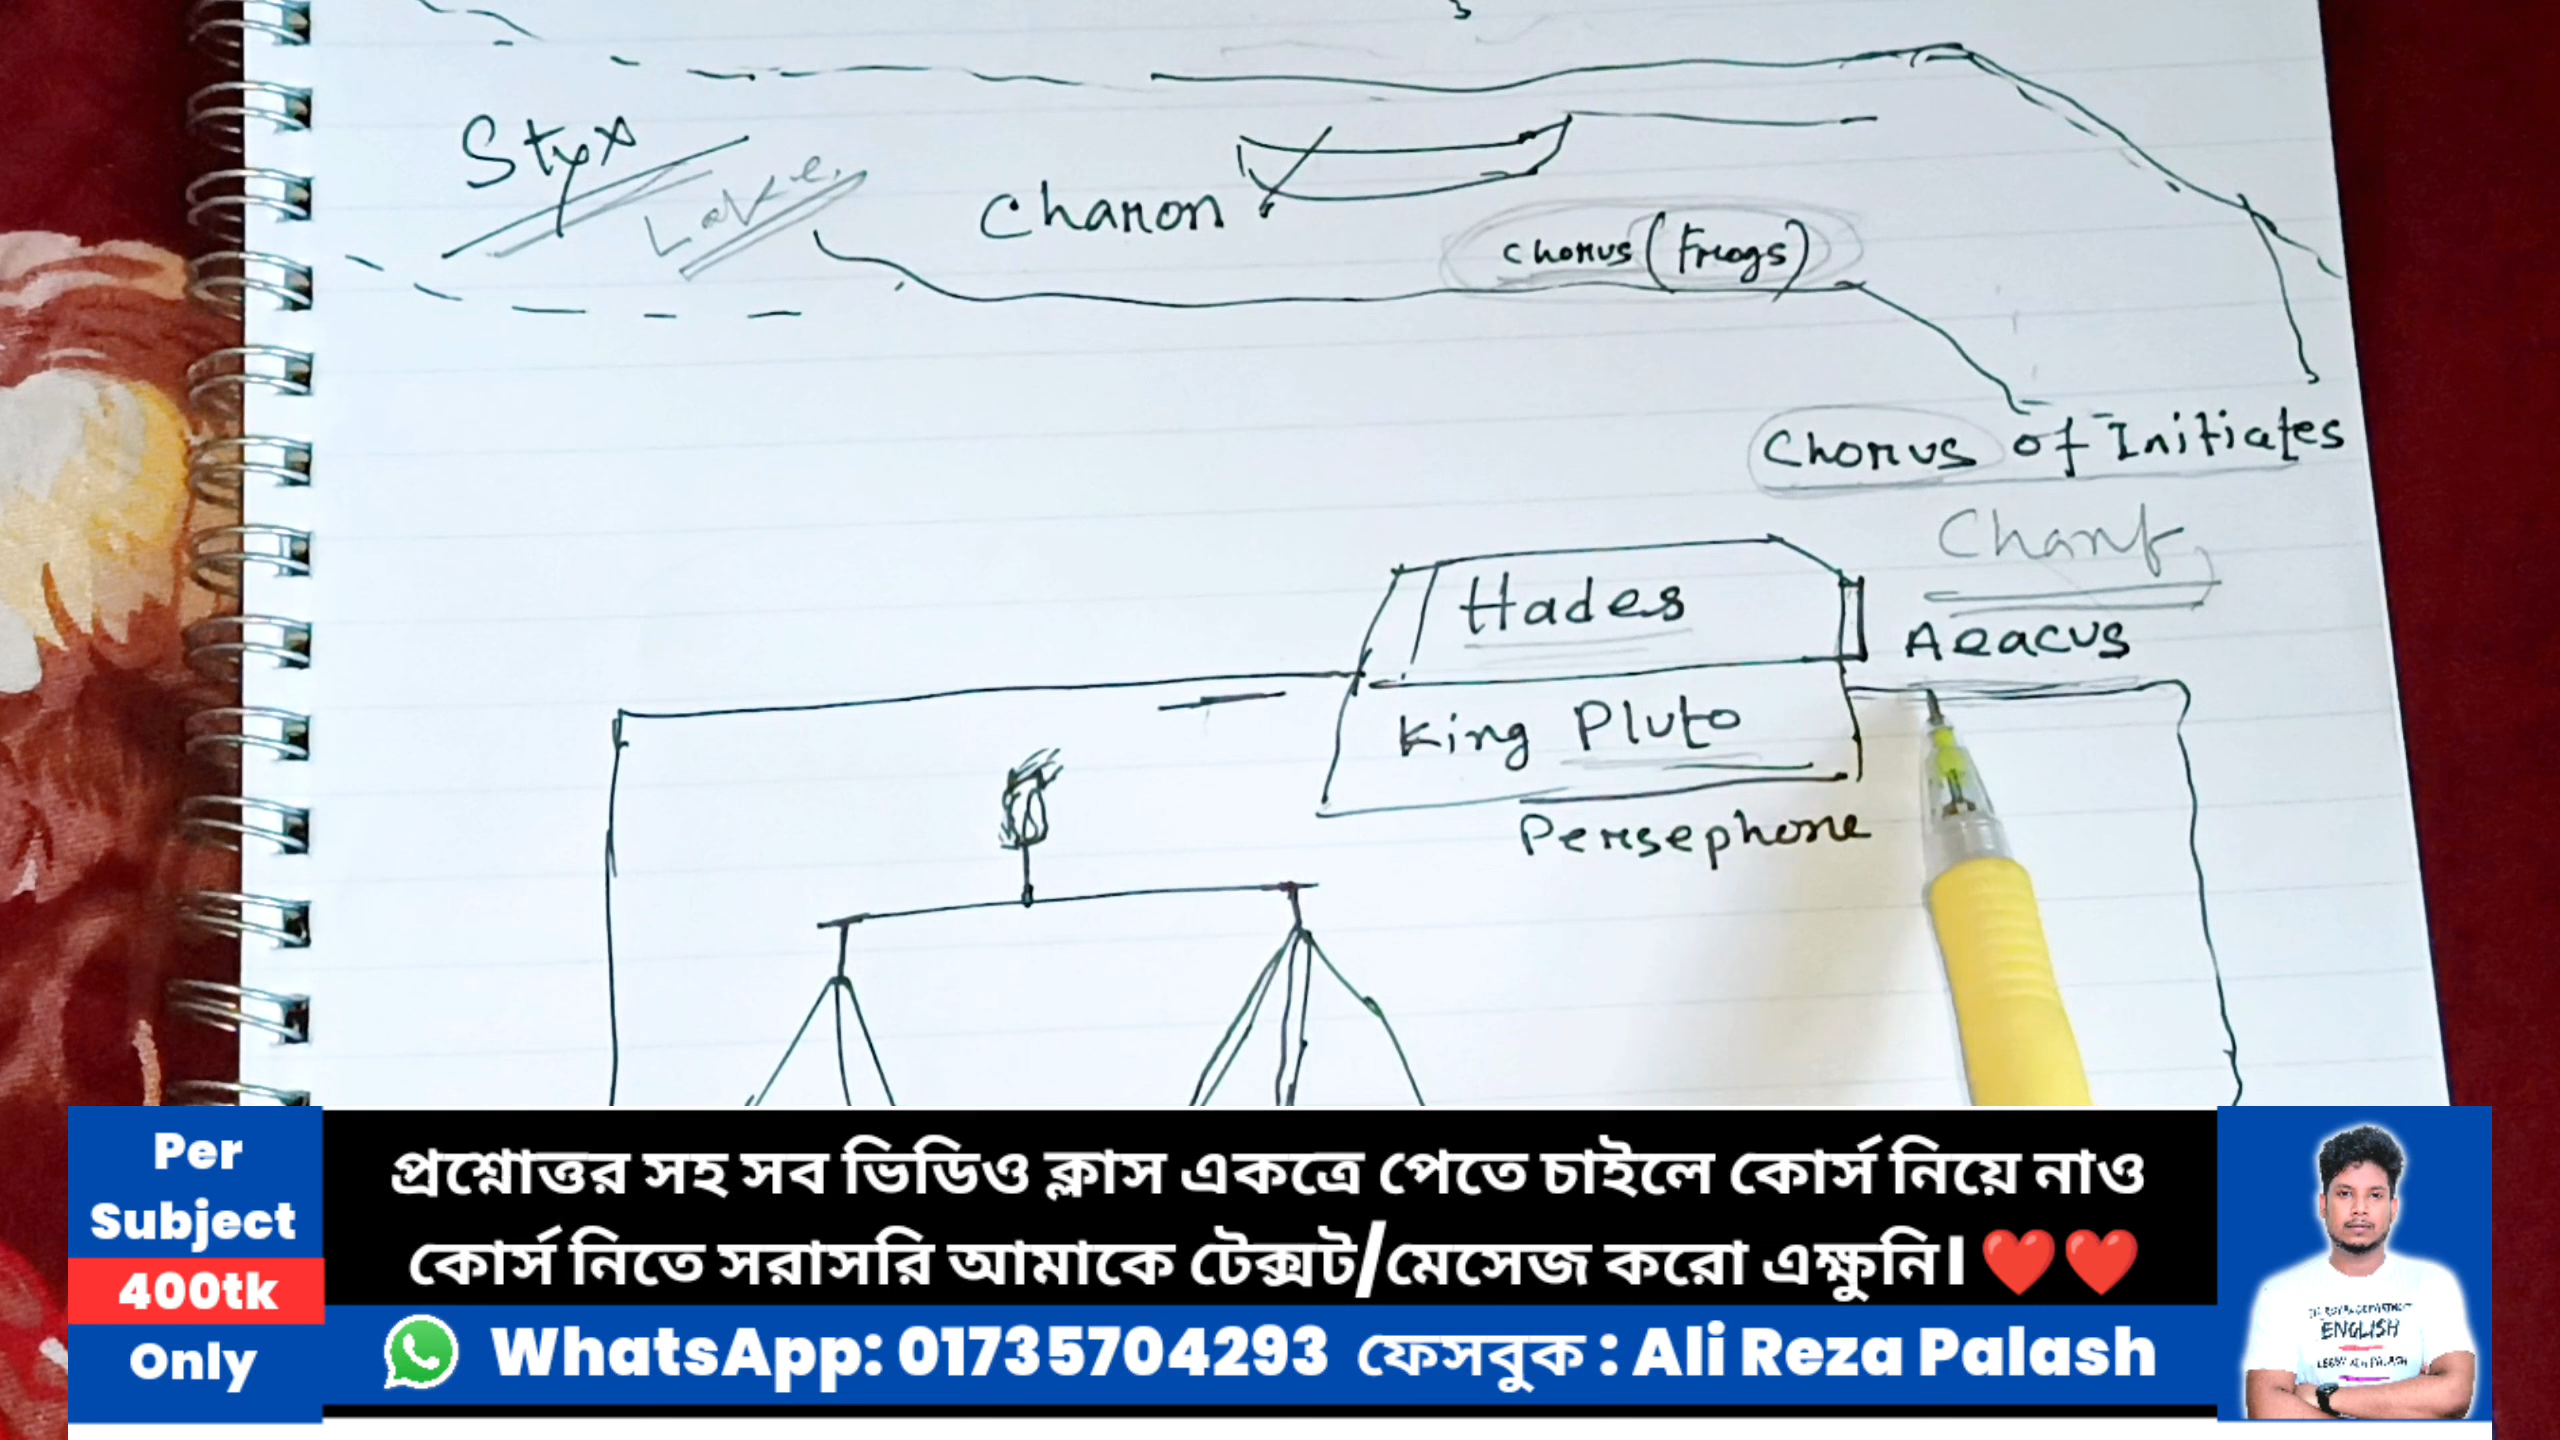 Styx
Lake
Charon
Chorus (Frogs)
Chorus of Initiates
Chant
Hades
Aeacus
King Pluto
Persephone
Per
Subject
400tk
Only
প্রশ্নোত্তর সহ সব ভিডিও ক্লাস একত্রে পেতে চাইলে কোর্স নিয়ে নাও
কোর্স নিতে সরাসরি আমাকে টেক্সট/মেসেজ করো এক্ষুনি। ❤️❤️
WhatsApp: 01735704293 ফেসবুক : Ali Reza Palash
ENGLISH